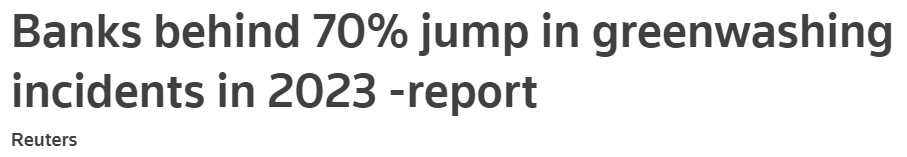 Banks behind 70% jump in greenwashing
incidents in 2023 -report
Reuters